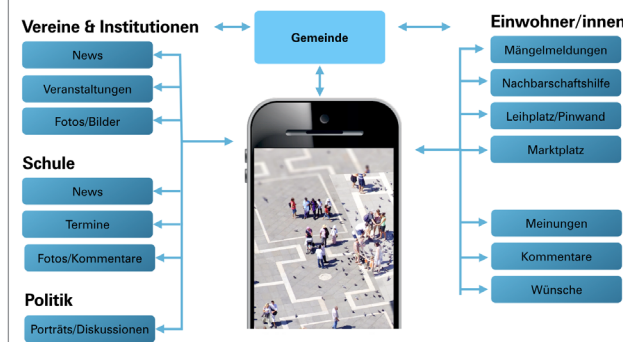 Vereine & Institutionen
News
Veranstaltungen
Fotos/Bilder
Schule
News
Termine
Fotos/Kommentare
Politik
Porträts/Diskussionen
Gemeinde
Einwohner/innen
Mängelmeldungen
Nachbarschaftshilfe
Leihplatz/Pinwand
Marktplatz
Meinungen
Kommentare
Wünsche